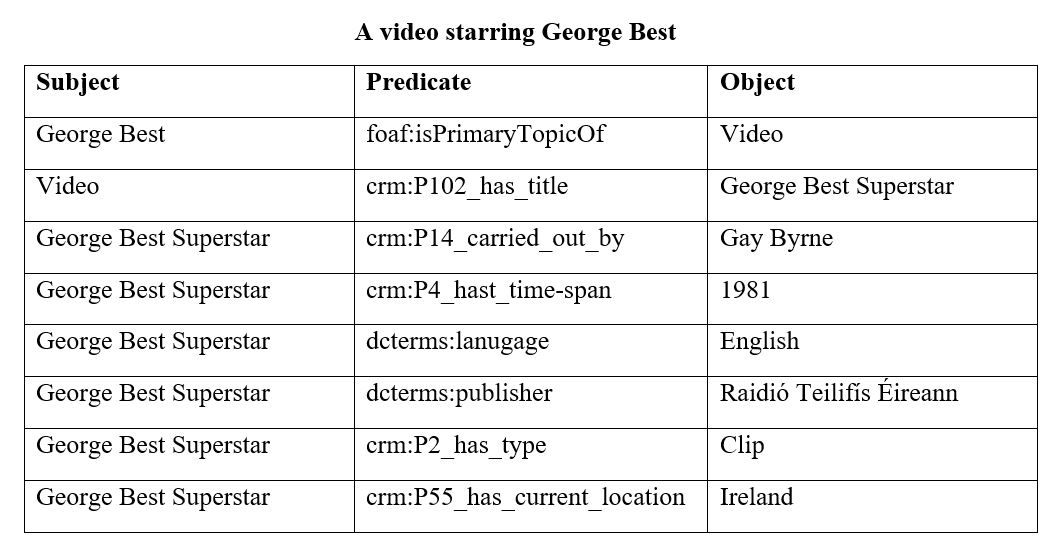 A video starring George Best
Subject Predicate Object
George Best foaf:isPrimaryTopicOf Video
Video crm:P102_has_title George Best Superstar
George Best Superstar crm:P14_carried_out_by Gay Byrne
George Best Superstar crm:P4_hast_time-span 1981
George Best Superstar dcterms:lanugage English
George Best Superstar dcterms:publisher Raidió Teilifís Éireann
George Best Superstar crm:P2_has_type Clip
George Best Superstar crm:P55_has_current_location Ireland